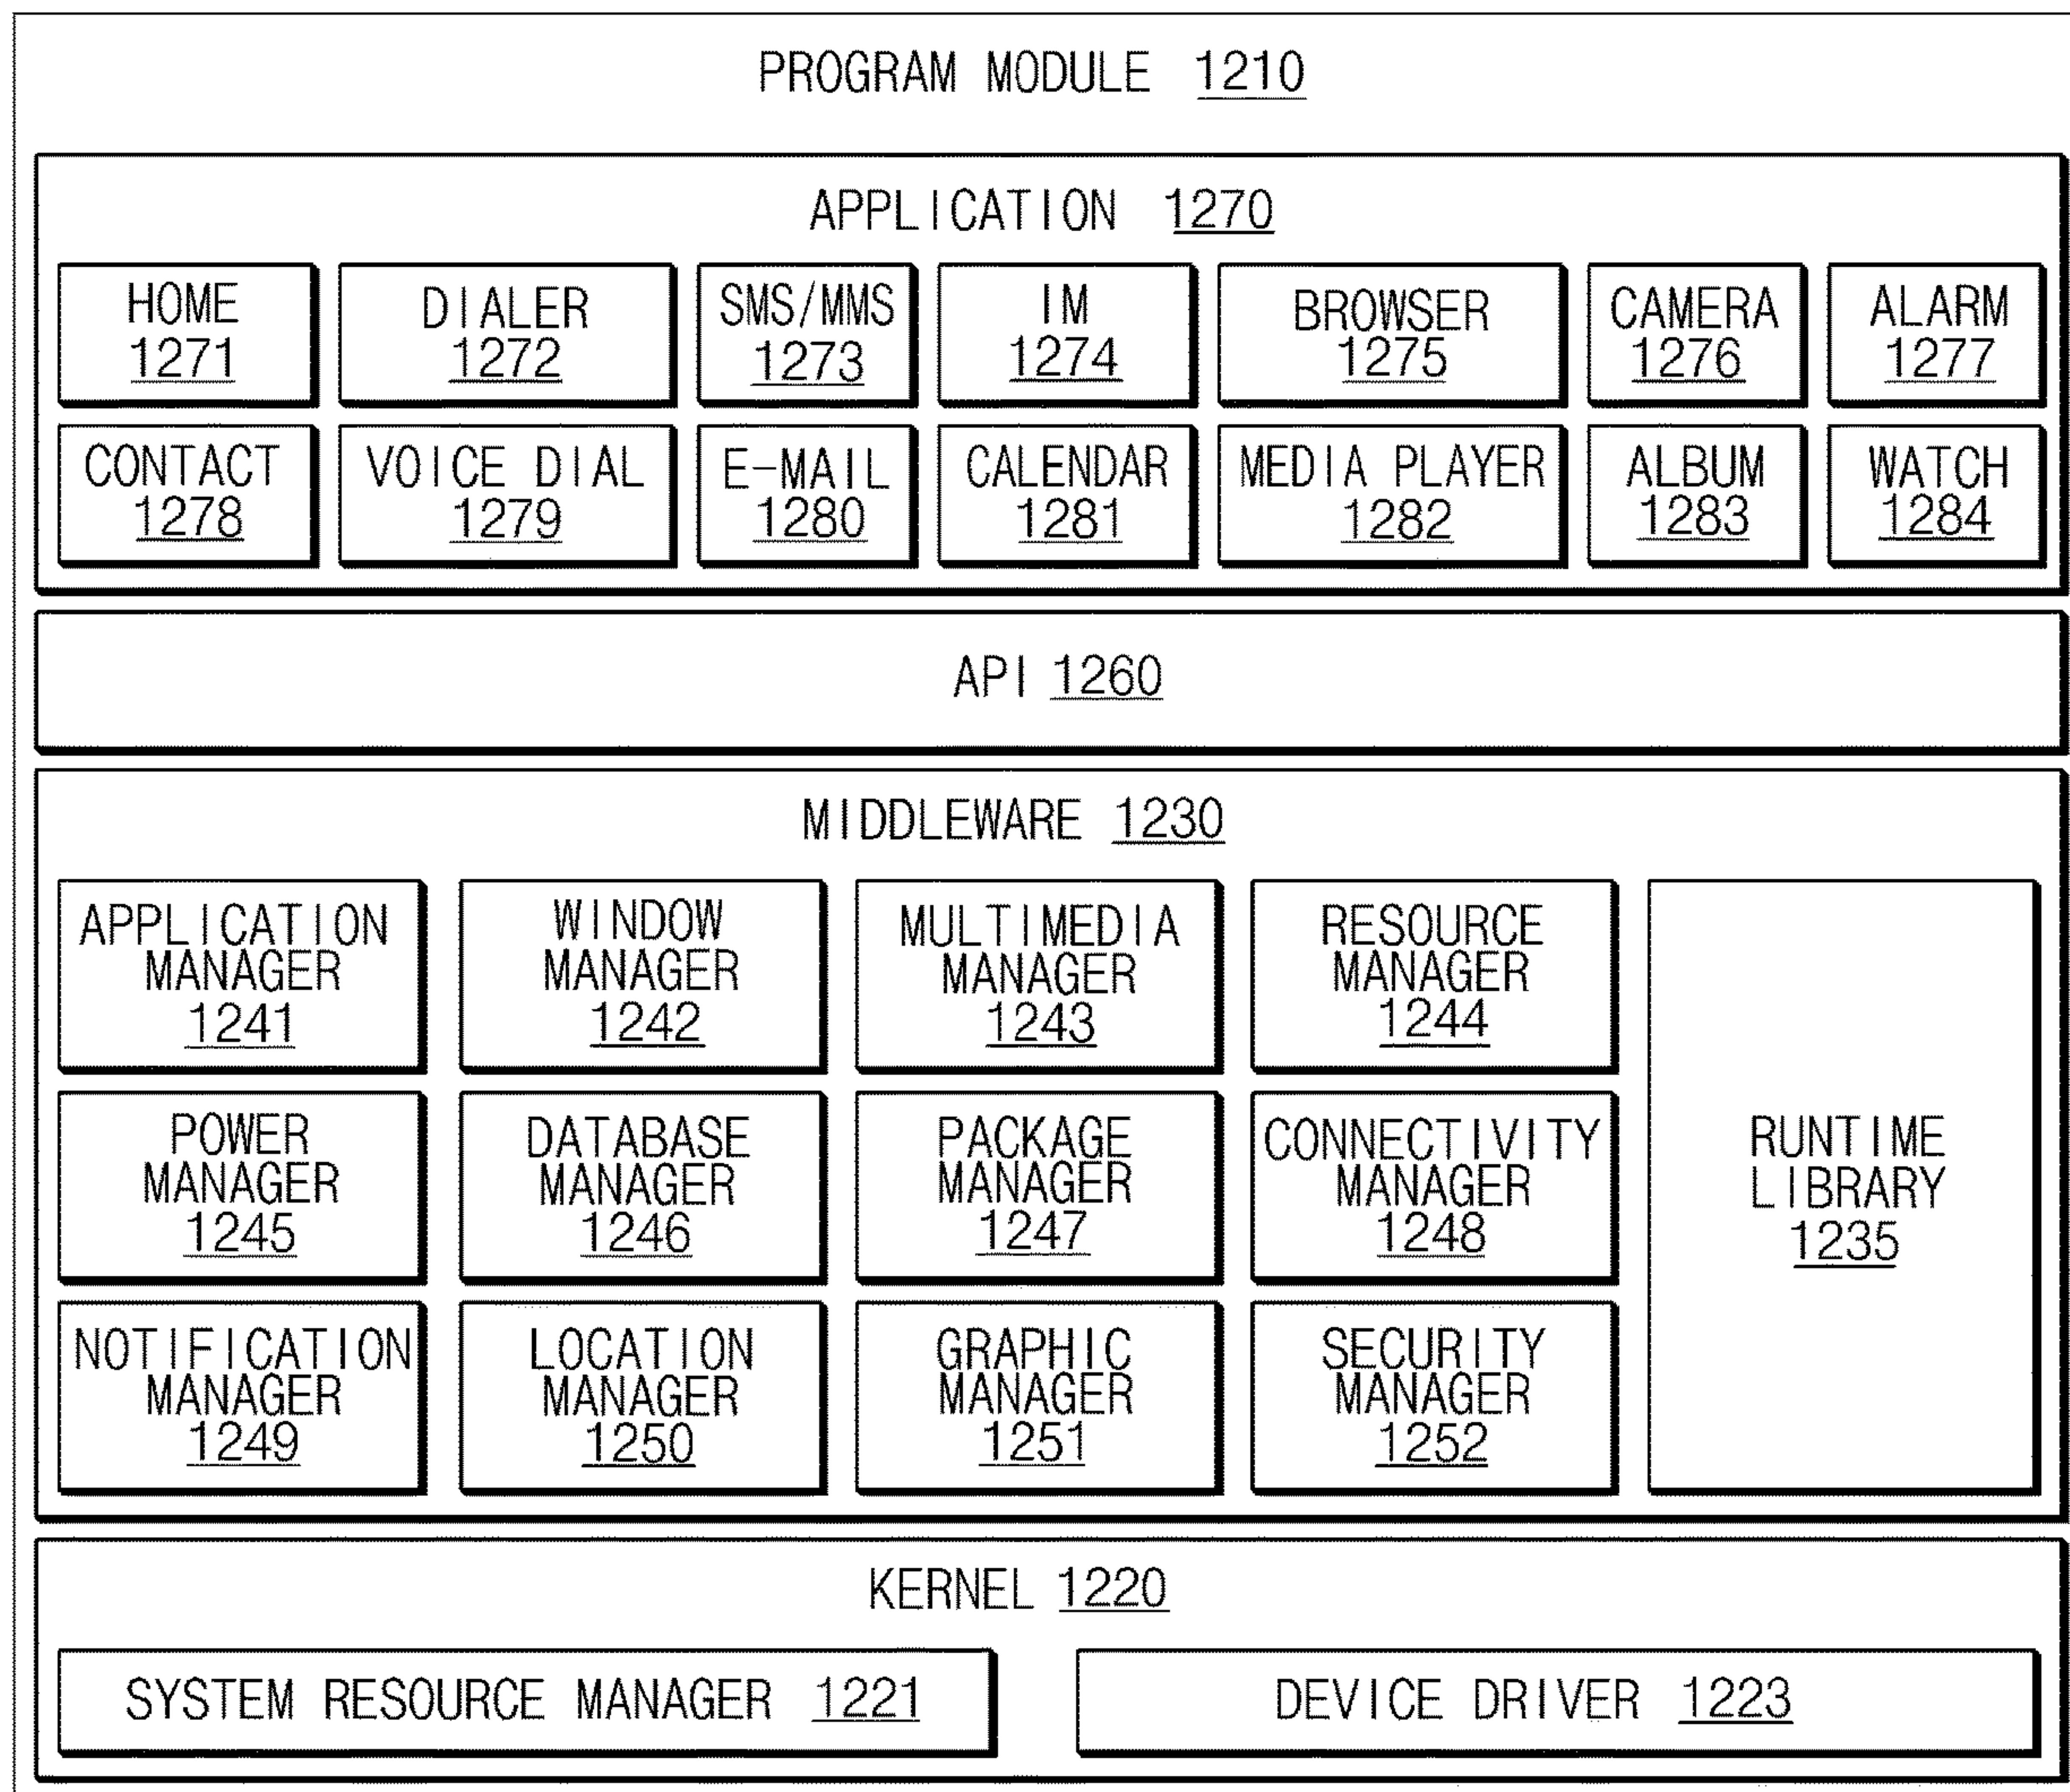 PROGRAM MODULE 1210
APPLICATION 1270
HOME
1271
DIALER
1272
SMS/MMS
1273
IM
1274
BROWSER
1275
CAMERA
1276
ALARM
1277
CONTACT
1278
VOICE DIAL
1279
E-MAIL
1280
CALENDAR
1281
MEDIA PLAYER
1282
ALBUM
1283
WATCH
1284
API 1260
MIDDLEWARE 1230
APPLICATION
MANAGER
1241
WINDOW
MANAGER
1242
MULTIMEDIA
MANAGER
1243
RESOURCE
MANAGER
1244
POWER
MANAGER
1245
DATABASE
MANAGER
1246
PACKAGE
MANAGER
1247
CONNECTIVITY
MANAGER
1248
NOTIFICATION
MANAGER
1249
LOCATION
MANAGER
1250
GRAPHIC
MANAGER
1251
SECURITY
MANAGER
1252
RUNTIME
LIBRARY
1235
KERNEL 1220
SYSTEM RESOURCE MANAGER 1221
DEVICE DRIVER 1223